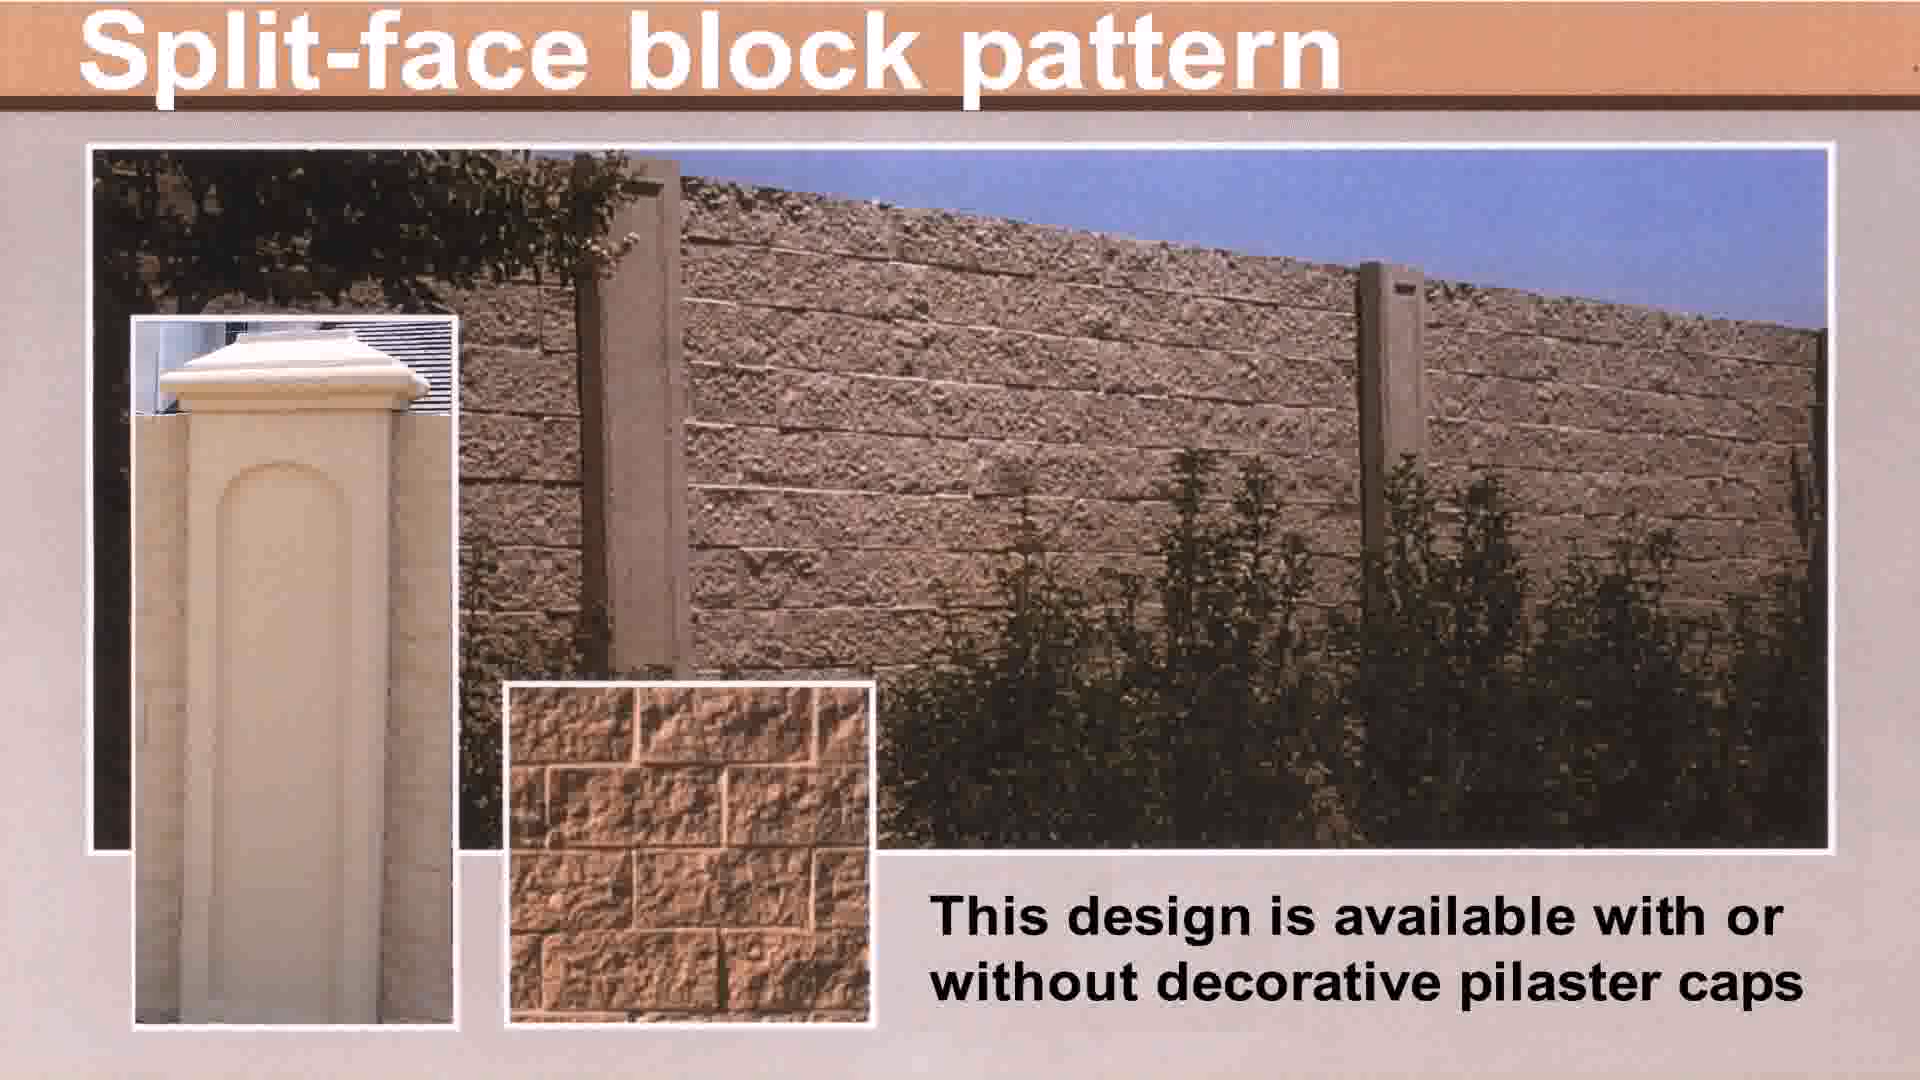 Split-face block pattern
This design is available with or
without decorative pilaster caps